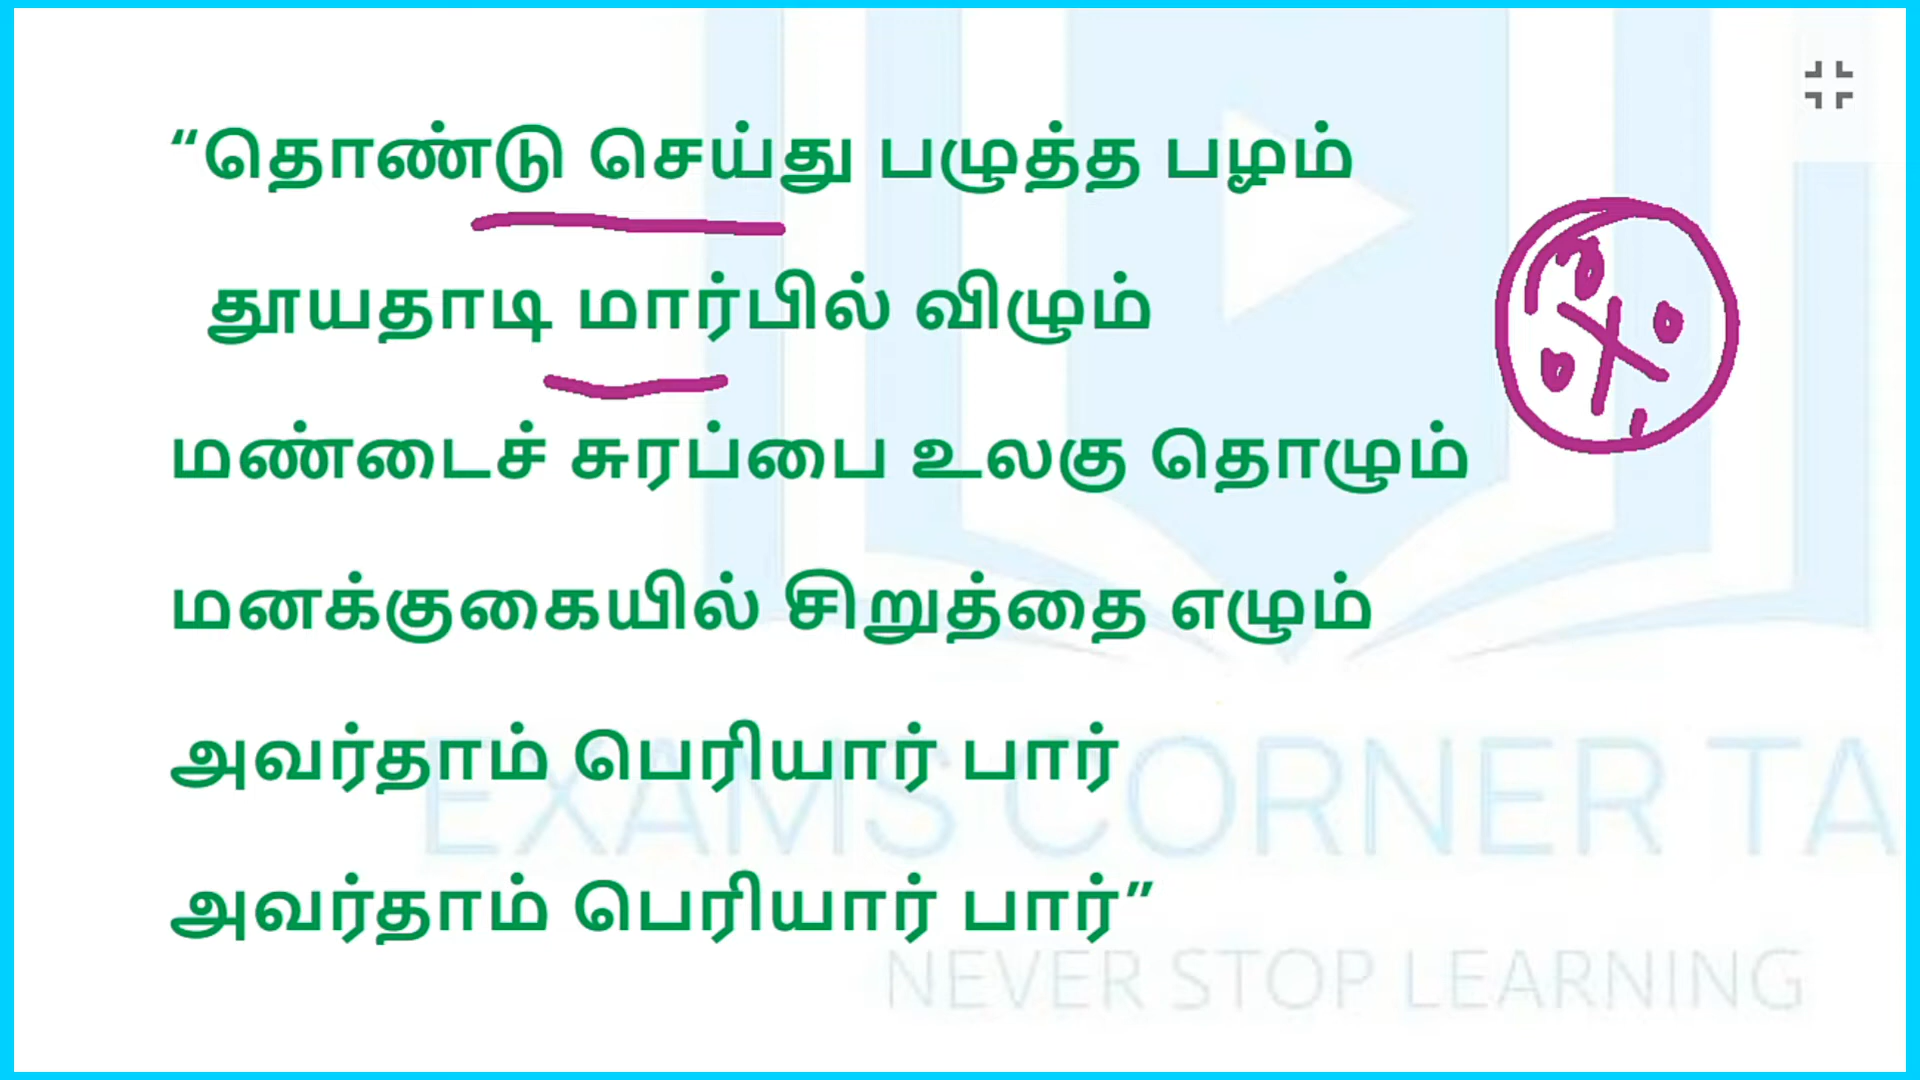 “தொண்டு செய்து பழுத்த பழம்
தூயதாடி மார்பில் விழும்
மண்டைச் சுரப்பை உலகு தொழும்
மனக்குகையில் சிறுத்தை எழும்
அவர்தாம் பெரியார் பார்
அவர்தாம் பெரியார் பார்”
EXAMS CORNER TA
NEVER STOP LEARNING